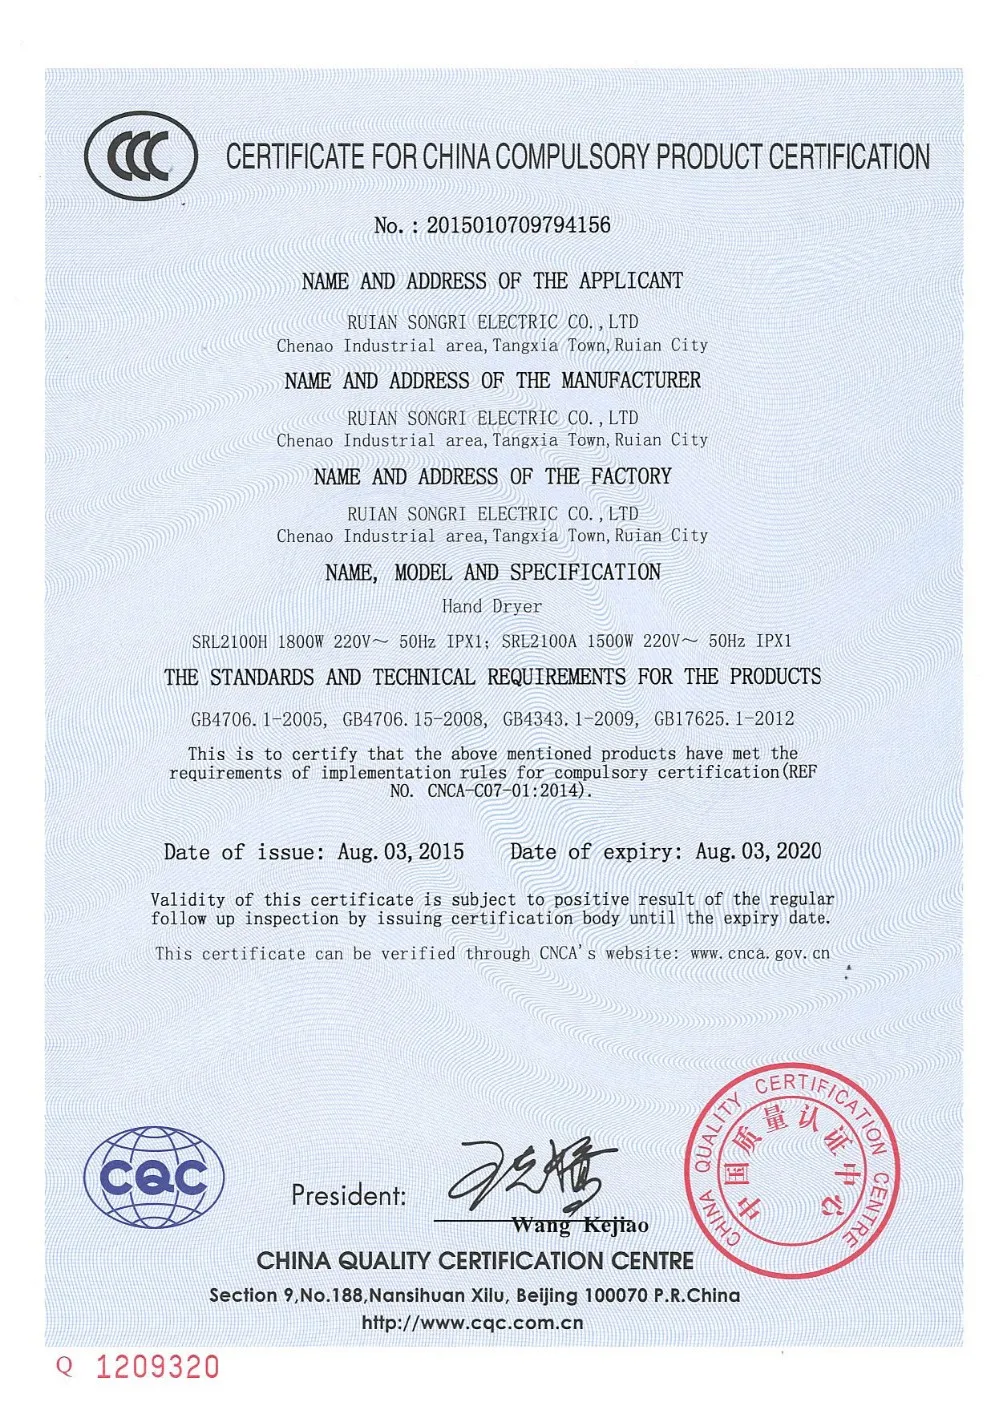 CCC
CERTIFICATE FOR CHINA COMPULSORY PRODUCT CERTIFICATION
No.: 2015010709794156
NAME AND ADDRESS OF THE APPLICANT
RUIAN SONGRI ELECTRIC CO.,LTD
Chenao Industrial area,Tangxia Town,Ruian City
NAME AND ADDRESS OF THE MANUFACTURER
RUIAN SONGRI ELECTRIC CO.,LTD
Chenao Industrial area,Tangxia Town,Ruian City
NAME AND ADDRESS OF THE FACTORY
RUIAN SONGRI ELECTRIC CO.,LTD
Chenao Industrial area,Tangxia Town,Ruian City
NAME, MODEL AND SPECIFICATION
Hand Dryer
SRL2100H 1800W 220V～ 50Hz IPX1; SRL2100A 1500W 220V～ 50Hz IPX1
THE STANDARDS AND TECHNICAL REQUIREMENTS FOR THE PRODUCTS
GB4706.1-2005, GB4706.15-2008, GB4343.1-2009, GB17625.1-2012
This is to certify that the above mentioned products have met the
requirements of implementation rules for compulsory certification(REF
NO. CNCA-C07-01:2014).
Date of issue: Aug.03,2015 Date of expiry: Aug.03,2020
Validity of this certificate is subject to positive result of the regular
follow up inspection by issuing certification body until the expiry date.
This certificate can be verified through CNCA's website: www.cnca.gov.cn
CQC
President:
王克娇
Wang Kejiao
CHINA QUALITY CERTIFICATION CENTRE
中国质量认证中心
CHINA QUALITY CERTIFICATION CENTRE
Section 9,No.188,Nansihuan Xilu, Beijing 100070 P.R.China
http://www.cqc.com.cn
Q 1209320